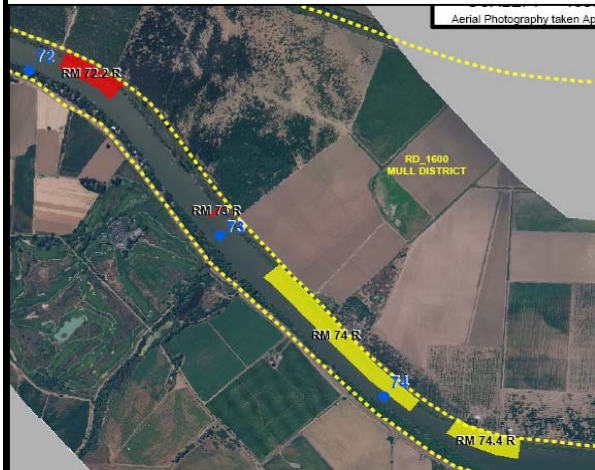 Aerial Photography taken Ap
72
RM 72.2 R
RD_1600
MULL DISTRICT
RM 73 R
73
RM 74 R
74
RM 74.4 R